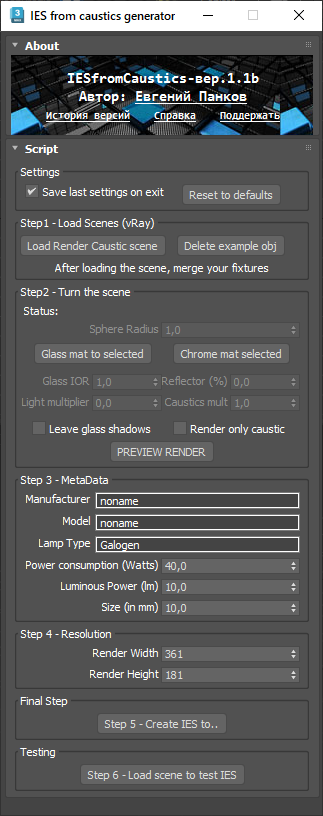 3
IES from caustics generator
About
IESfromCaustics-вер.1.1b
Автор: Евгений Панков
История версий Справка Поддержать
Script
Settings
Save last settings on exit Reset to defaults
Step1 - Load Scenes (vRay)
Load Render Caustic scene Delete example obj
After loading the scene, merge your fixtures
Step2 - Turn the scene
Status:
Sphere Radius 1,0
Glass mat to selected Chrome mat selected
Glass IOR 1,0 Reflector (%) 0,0
Light multiplier 0,0 Caustics mult 1,0
Leave glass shadows Render only caustic
PREVIEW RENDER
Step 3 - MetaData
Manufacturer noname
Model noname
Lamp Type Galogen
Power consumption (Watts) 40,0
Luminous Power (lm) 10,0
Size (in mm) 10,0
Step 4 - Resolution
Render Width 361
Render Height 181
Final Step
Step 5 - Create IES to..
Testing
Step 6 - Load scene to test IES